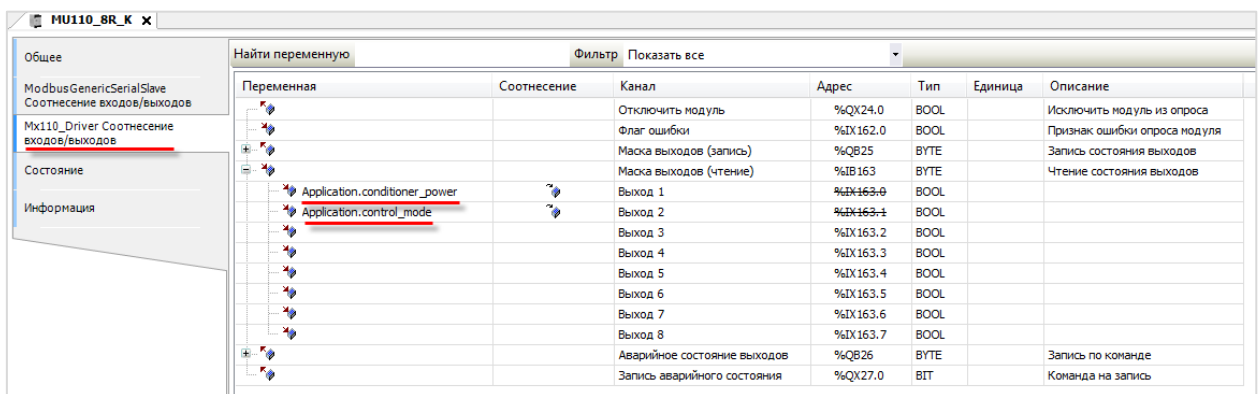 MU110_8R_K X
Общее
ModbusGenericSerialSlave
Соотнесение входов/выходов
Mx110_Driver Соотнесение
входов/выходов
Состояние
Информация
Найти переменную Фильтр Показать все
Переменная Соотнесение Канал Адрес Тип Единица Описание
Отключить модуль %QX24.0 BOOL Исключить модуль из опроса
Флаг ошибки %IX162.0 BOOL Признак ошибки опроса модуля
Маска выходов (запись) %QB25 BYTE Запись состояния выходов
Маска выходов (чтение) %IB163 BYTE Чтение состояния выходов
Application.conditioner_power Выход 1 %IX163.0 BOOL
Application.control_mode Выход 2 %IX163.1 BOOL
Выход 3 %IX163.2 BOOL
Выход 4 %IX163.3 BOOL
Выход 5 %IX163.4 BOOL
Выход 6 %IX163.5 BOOL
Выход 7 %IX163.6 BOOL
Выход 8 %IX163.7 BOOL
Аварийное состояние выходов %QB26 BYTE Запись по команде
Запись аварийного состояния %QX27.0 BIT Команда на запись